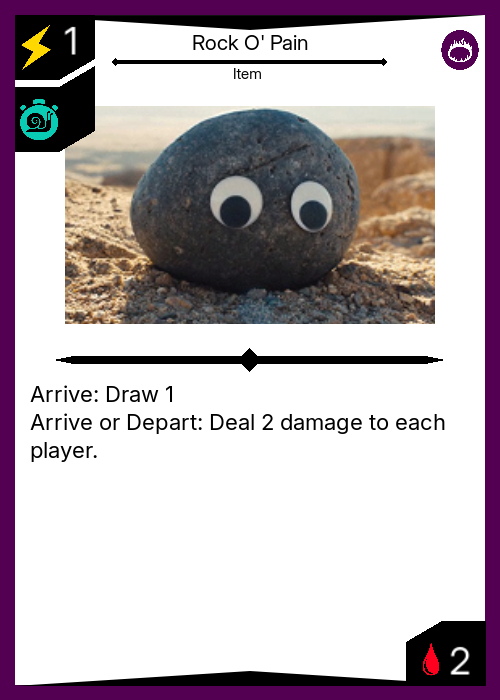 1
Rock O' Pain
Item
Arrive: Draw 1
Arrive or Depart: Deal 2 damage to each
player.
2